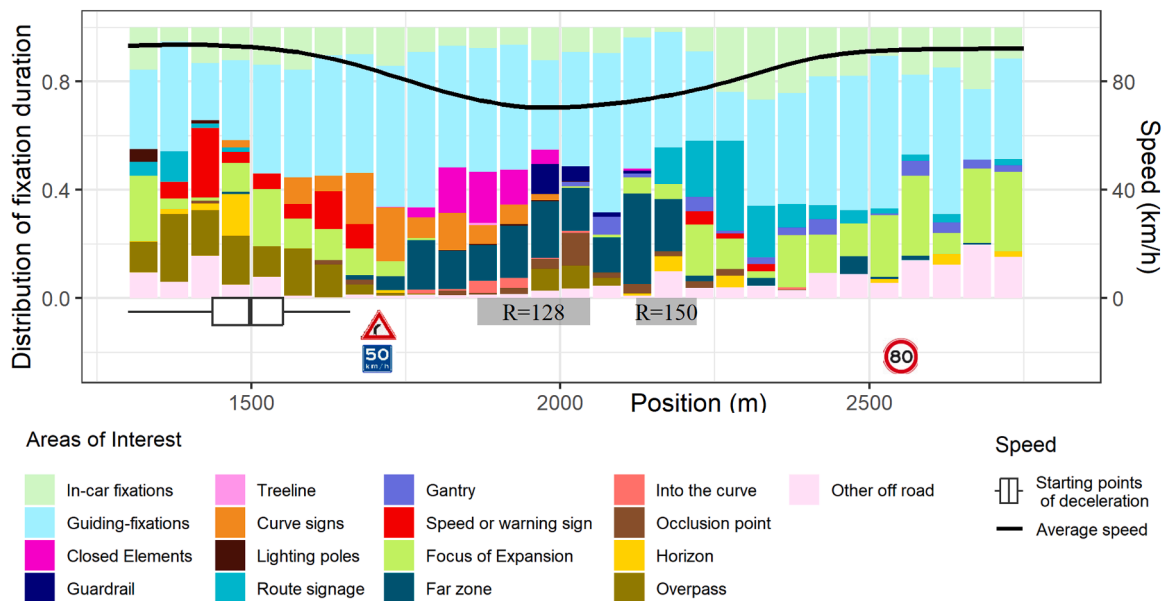 Distribution of fixation duration
0.8
0.4
0.0
80
40
0
Speed (km/h)
R=128
R=150
50
km/h
80
1500
2000
2500
Position (m)
Areas of Interest
In-car fixations
Treeline
Gantry
Into the curve
Other off road
Guiding-fixations
Curve signs
Speed or warning sign
Occlusion point
Closed Elements
Lighting poles
Focus of Expansion
Horizon
Guardrail
Route signage
Far zone
Overpass
Speed
Starting points
of deceleration
Average speed